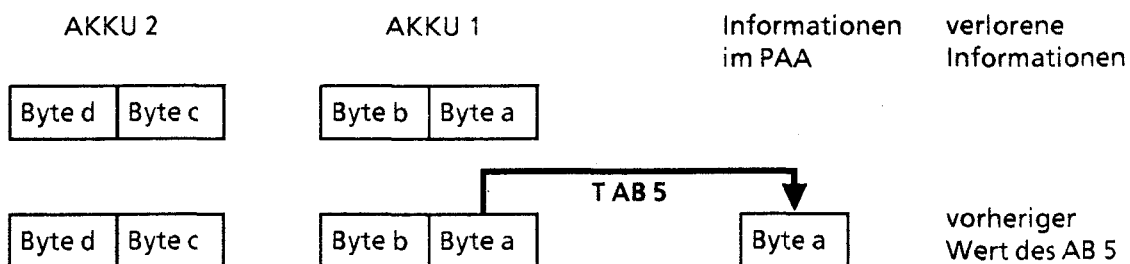 AKKU 2 AKKU 1 Informationen im PAA verlorene Informationen
Byte d Byte c Byte b Byte a
T AB 5
Byte d Byte c Byte b Byte a Byte a vorheriger Wert des AB 5